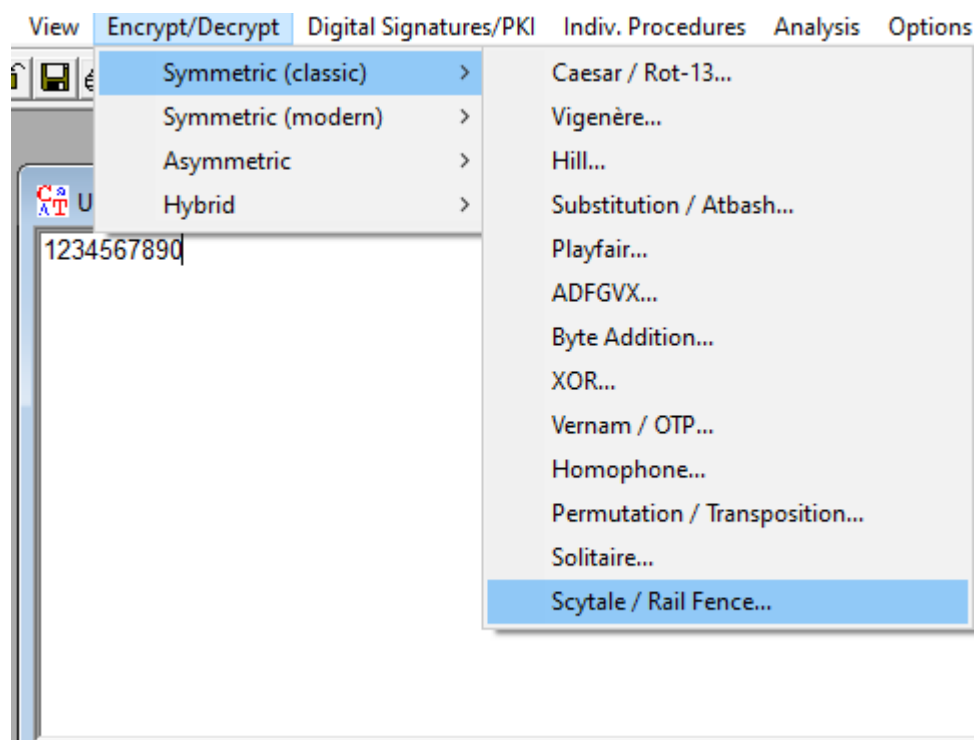 View Encrypt/Decrypt Digital Signatures/PKI Indiv. Procedures Analysis Options
Symmetric (classic) >
Symmetric (modern) >
Asymmetric >
Hybrid >
Caesar / Rot-13...
Vigenère...
Hill...
Substitution / Atbash...
Playfair...
ADFGVX...
Byte Addition...
XOR...
Vernam / OTP...
Homophone...
Permutation / Transposition...
Solitaire...
Scytale / Rail Fence...
U
1234567890